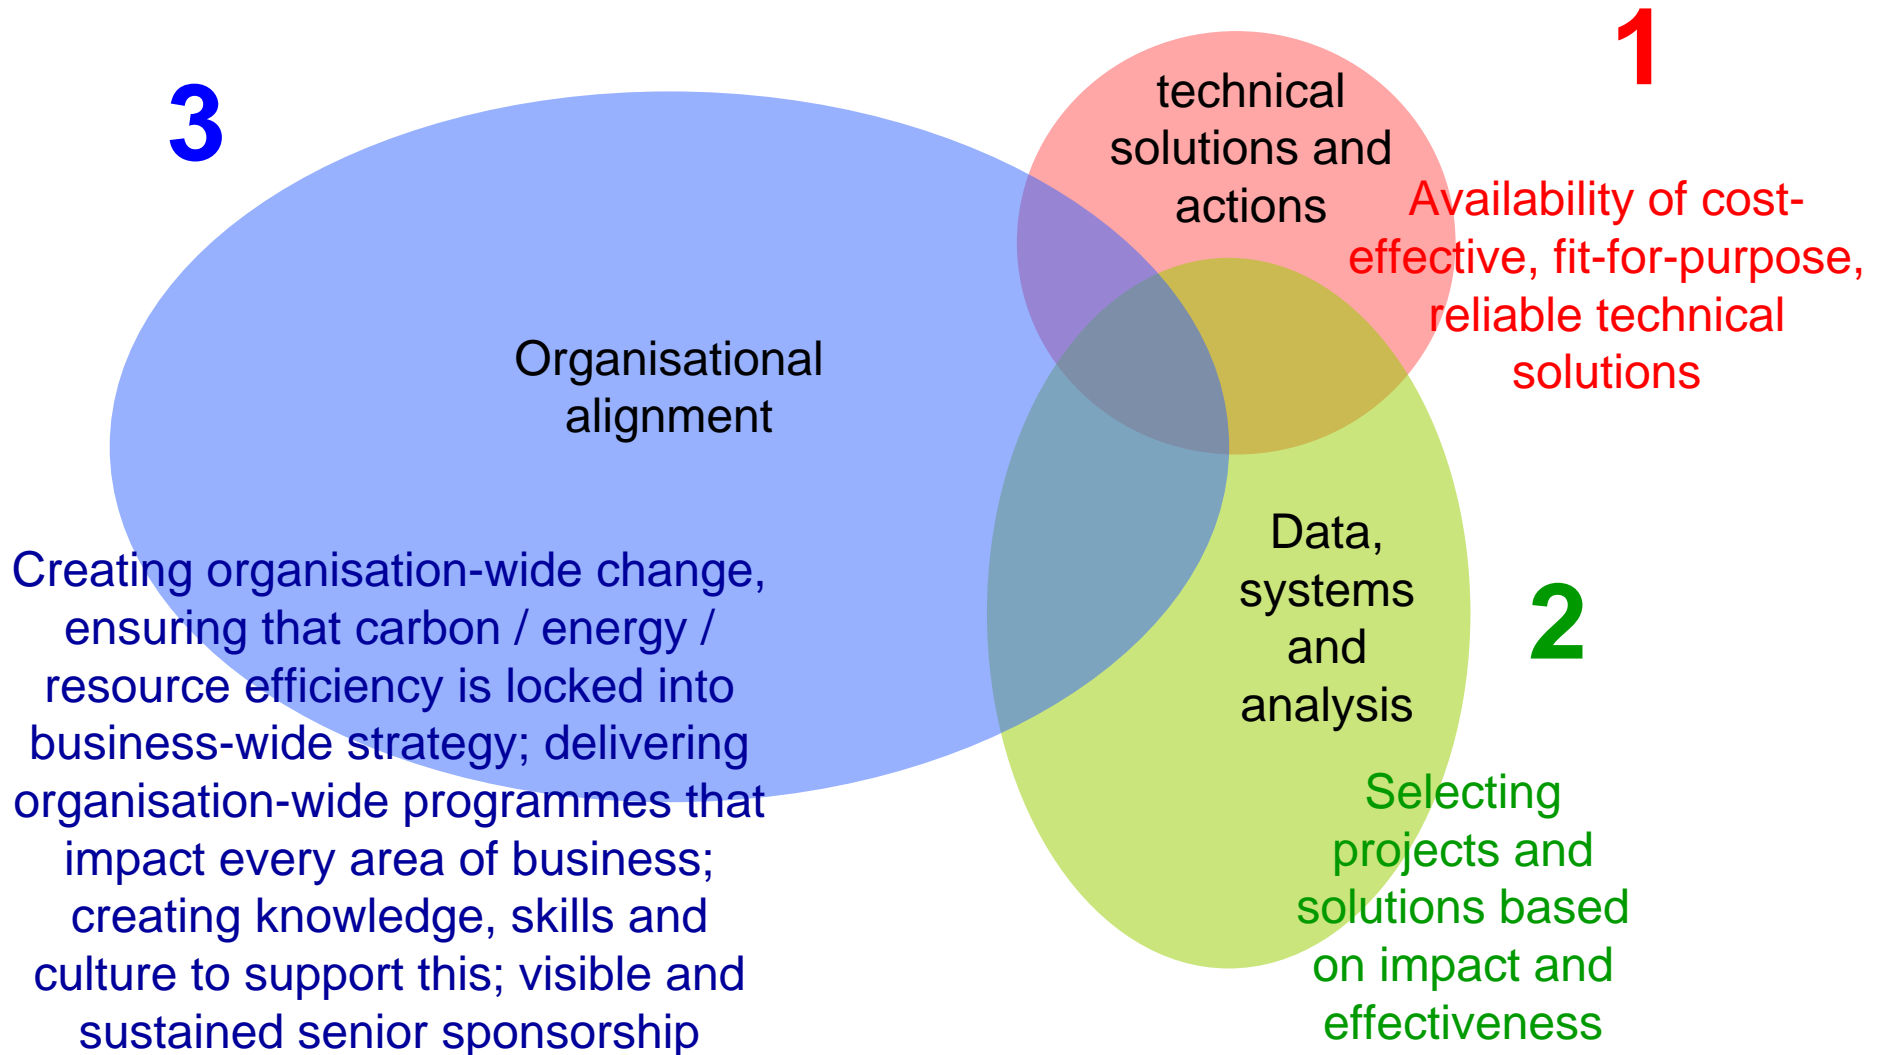 1
technical
solutions and
actions
Availability of cost-
effective, fit-for-purpose,
reliable technical
solutions
3
Organisational
alignment
Creating organisation-wide change,
ensuring that carbon / energy /
resource efficiency is locked into
business-wide strategy; delivering
organisation-wide programmes that
impact every area of business;
creating knowledge, skills and
culture to support this; visible and
sustained senior sponsorship
Data,
systems
and
analysis
2
Selecting
projects and
solutions based
on impact and
effectiveness